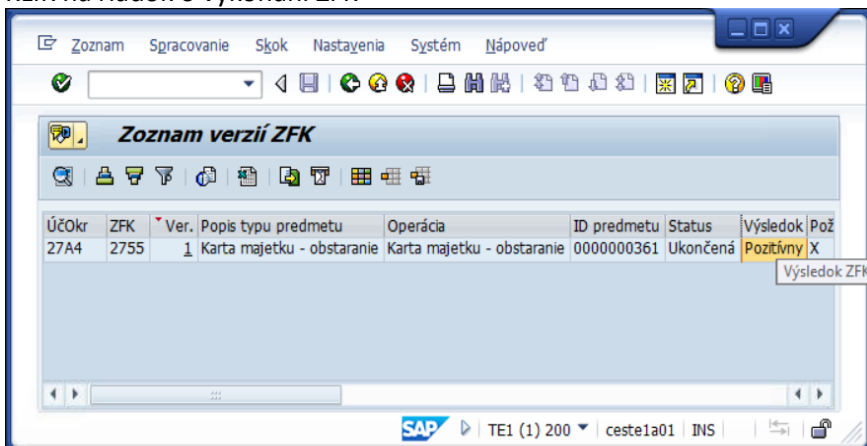 Zoznam Spracovanie Skok Nastavenia Systém Nápoveď
Zoznam verzií ZFK
ÚčOkr ZFK Ver. Popis typu predmetu Operácia ID predmetu Status Výsledok Pož
27A4 2755 1 Karta majetku - obstaranie Karta majetku - obstaranie 0000000361 Ukončená Pozitívny X
Výsledok ZFK
SAP TE1 (1) 200 ceste1a01 INS